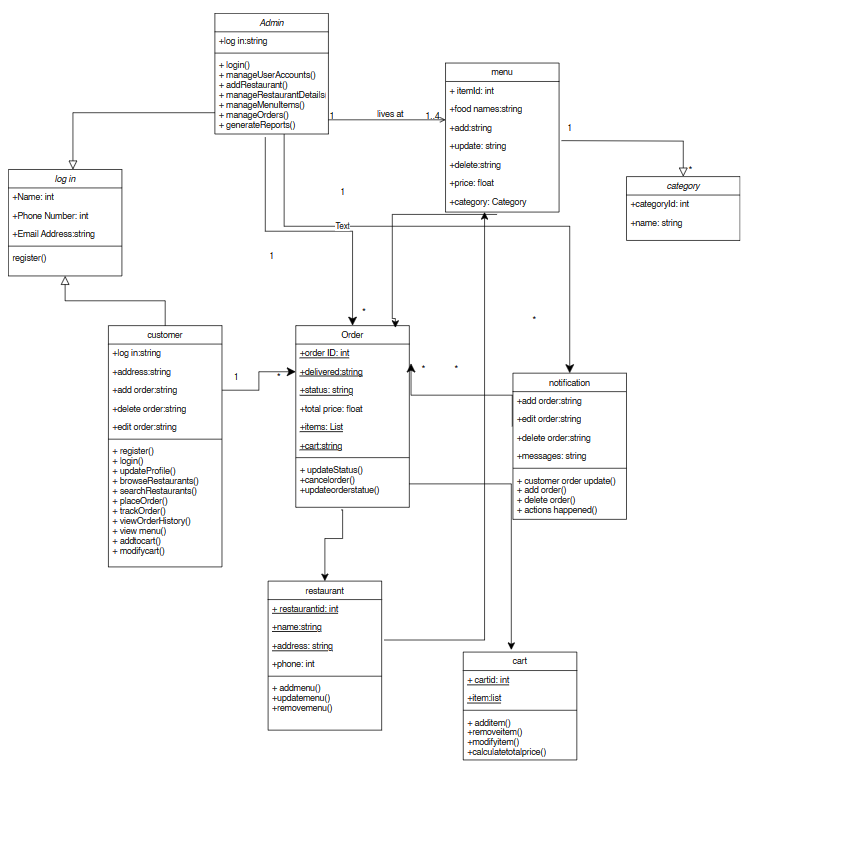 Admin
+log in:string
+ login()
+ manageUserAccounts()
+ addRestaurant()
+ manageRestaurantDetails
+ manageMenuItems()
+ manageOrders()
+ generateReports()
1
lives at
1..4
menu
+ itemId: int
+food names:string
+add:string
+update: string
+delete:string
+price: float
+category: Category
1
*
category
+categoryId: int
+name: string
log in
+Name: int
+Phone Number: int
+Email Address:string
register()
1
Text
1
*
*
customer
+log in:string
+address:string
+add order:string
+delete order:string
+edit order:string
+ register()
+ login()
+ updateProfile()
+ browseRestaurants()
+ searchRestaurants()
+ placeOrder()
+ trackOrder()
+ viewOrderHistory()
+ view menu()
+ addtocart()
+ modifycart()
1
*
Order
+order ID: int
+delivered:string
+status: string
+total price: float
+items: List
+cart:string
+ updateStatus()
+cancelorder()
+updateorderstatue()
*
*
notification
+add order:string
+edit order:string
+delete order:string
+messages: string
+ customer order update()
+ add order()
+ delete order()
+ actions happened()
restaurant
+ restaurantid: int
+name:string
+address: string
+phone: int
+ addmenu()
+updatemenu()
+removemenu()
cart
+ cartid: int
+item:list
+ additem()
+removeitem()
+modifyitem()
+calculatetotalprice()